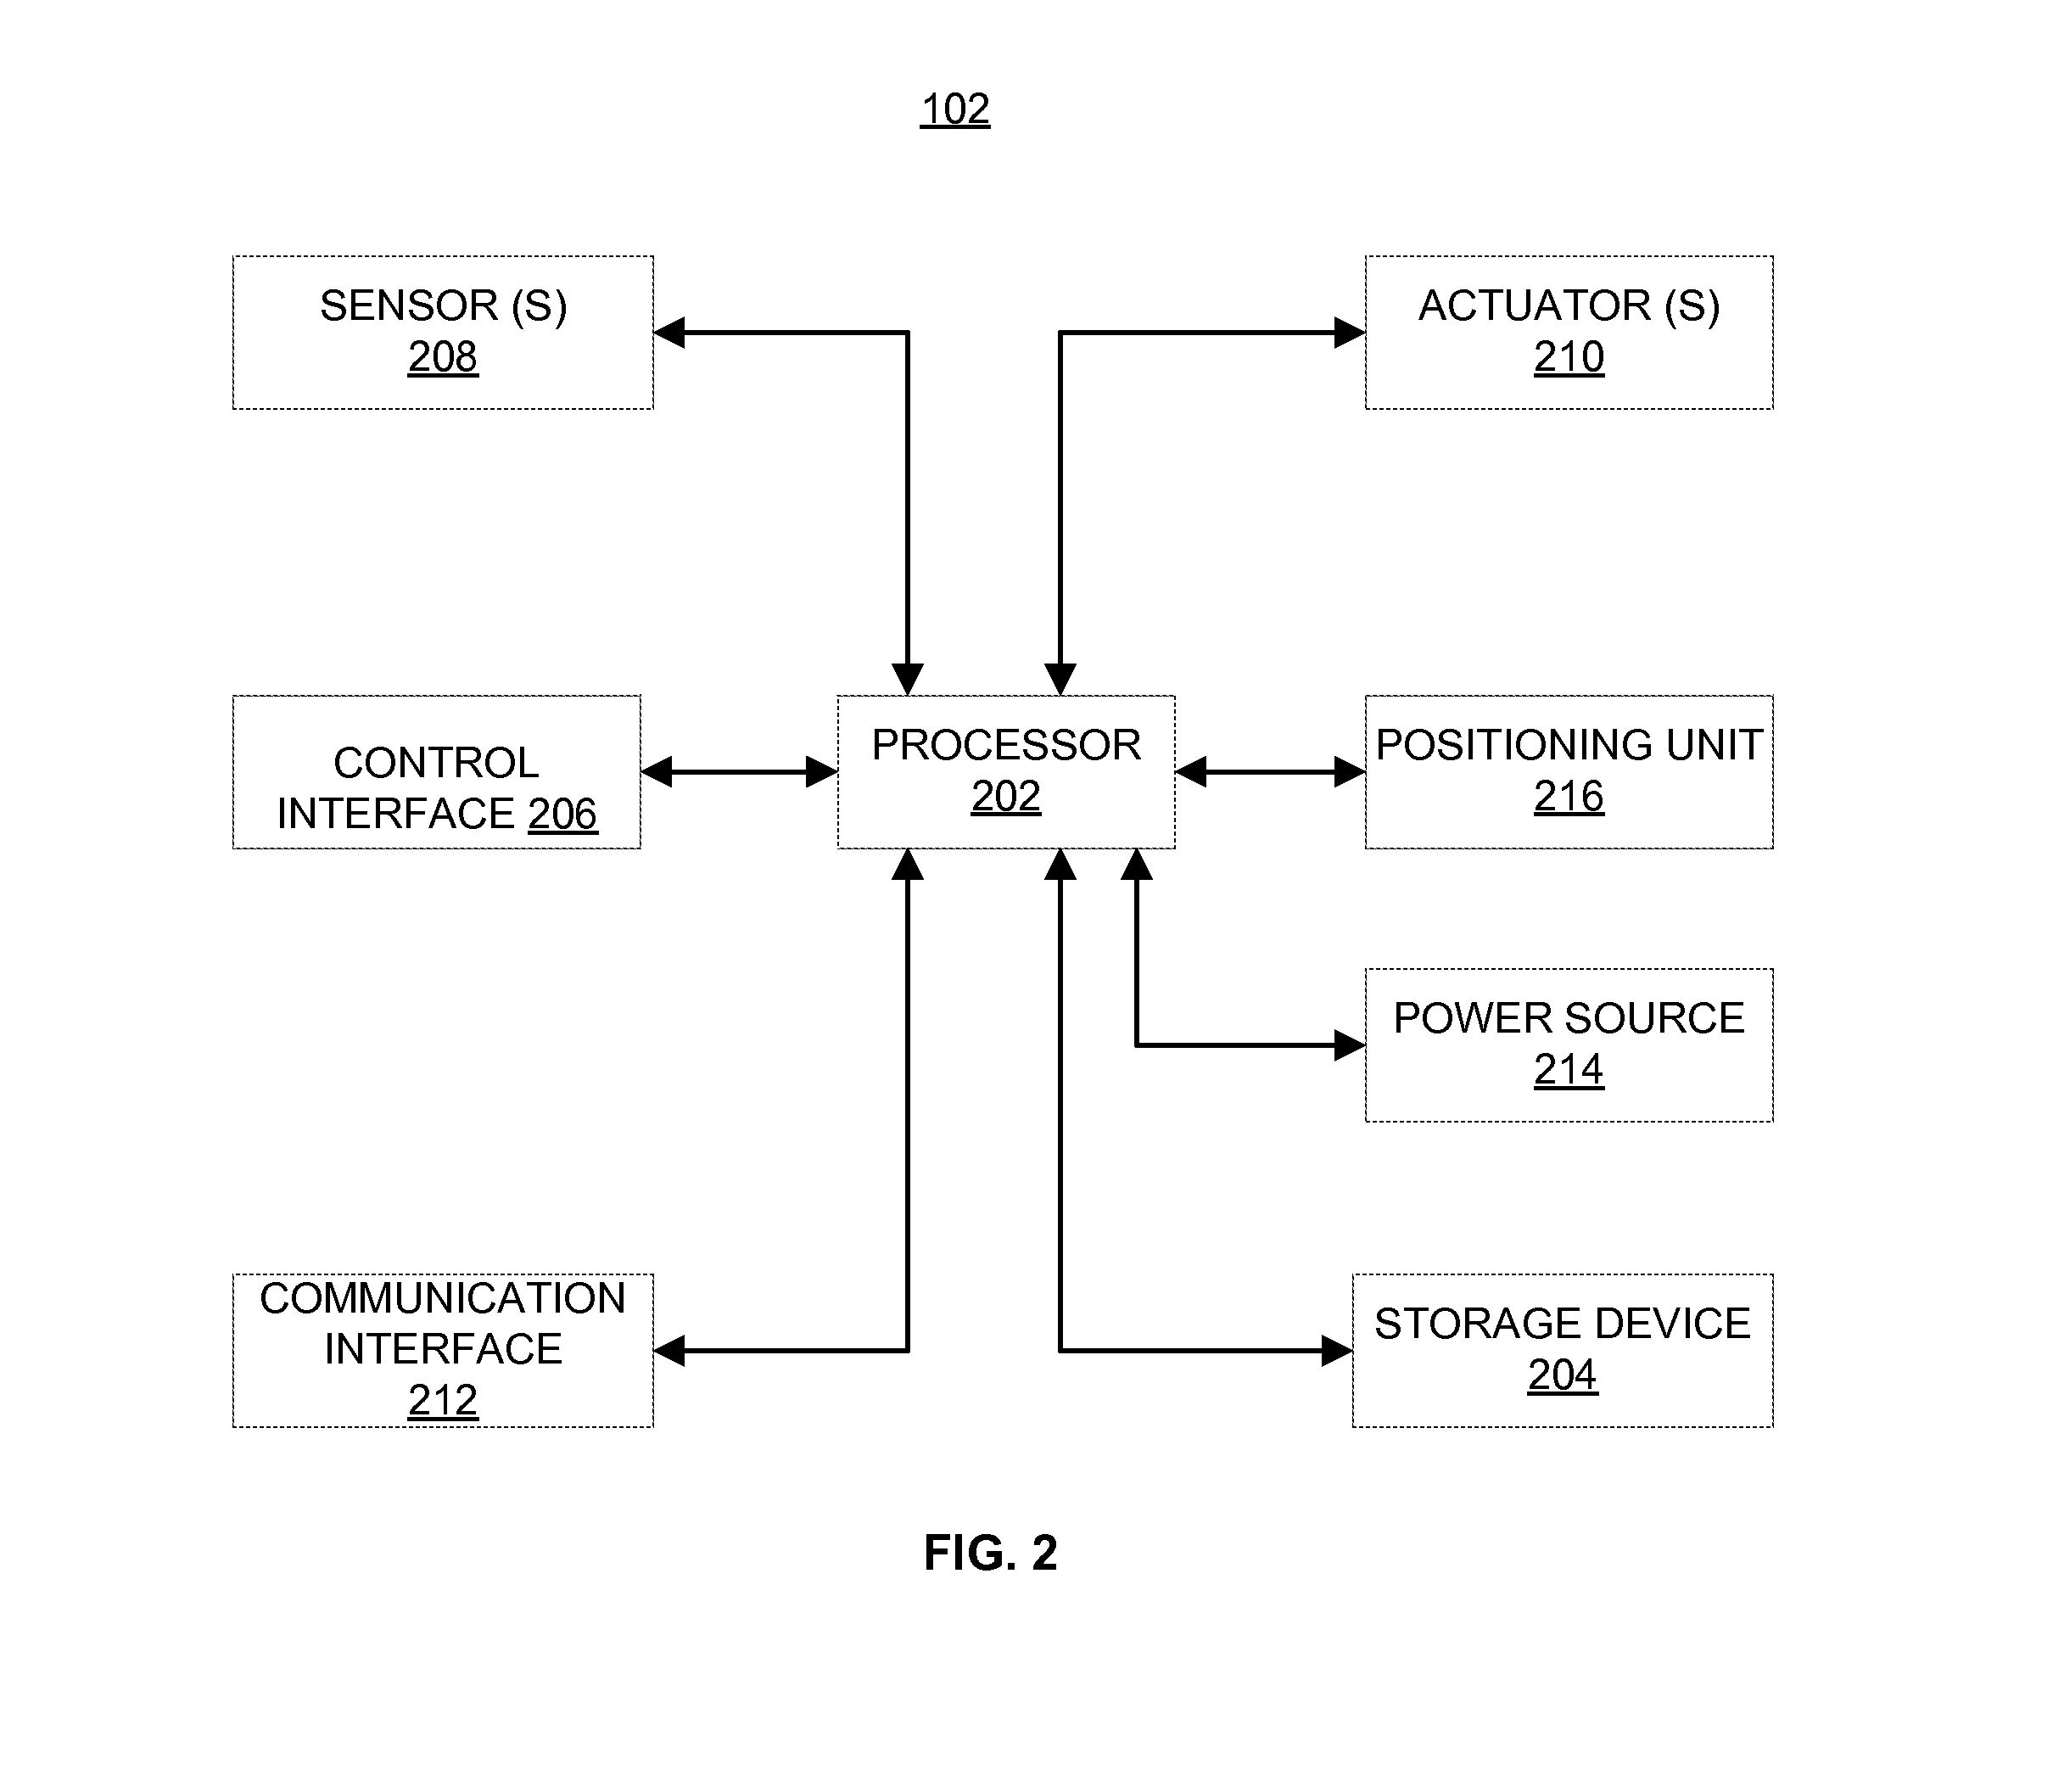 102
SENSOR (S)
208
ACTUATOR (S)
210
CONTROL
INTERFACE 206
PROCESSOR
202
POSITIONING UNIT
216
POWER SOURCE
214
COMMUNICATION
INTERFACE
212
STORAGE DEVICE
204
FIG. 2